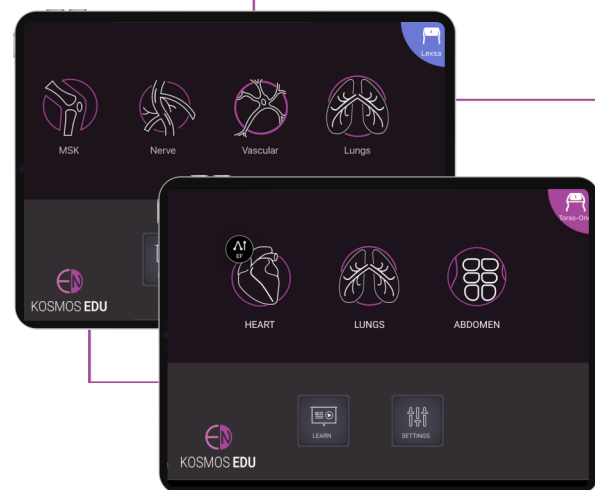 Lexsa
MSK
Nerve
Vascular
Lungs
KOSMOS EDU
Torso-One
EF
HEART
LUNGS
ABDOMEN
LEARN
SETTINGS
KOSMOS EDU